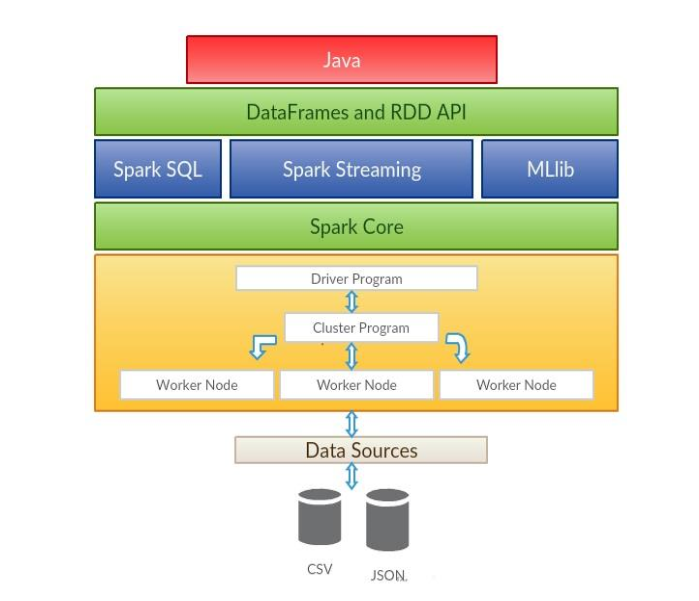 Java
DataFrames and RDD API
Spark SQL
Spark Streaming
MLlib
Spark Core
Driver Program
Cluster Program
Worker Node
Worker Node
Worker Node
Data Sources
CSV
JSON